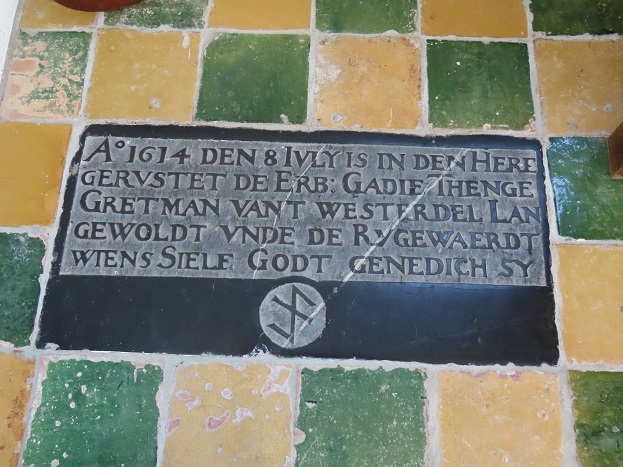 Aº 1614 DEN 8 IVLY IS IN DEN HERE
GERVSTET DE ERB: GADIE THENGE
GRETMAN VANT WESTERDEL LAN
GEWOLDT VNDE DE RYGEWAERDT
WIENS SIELE GODT GENEDICH SY